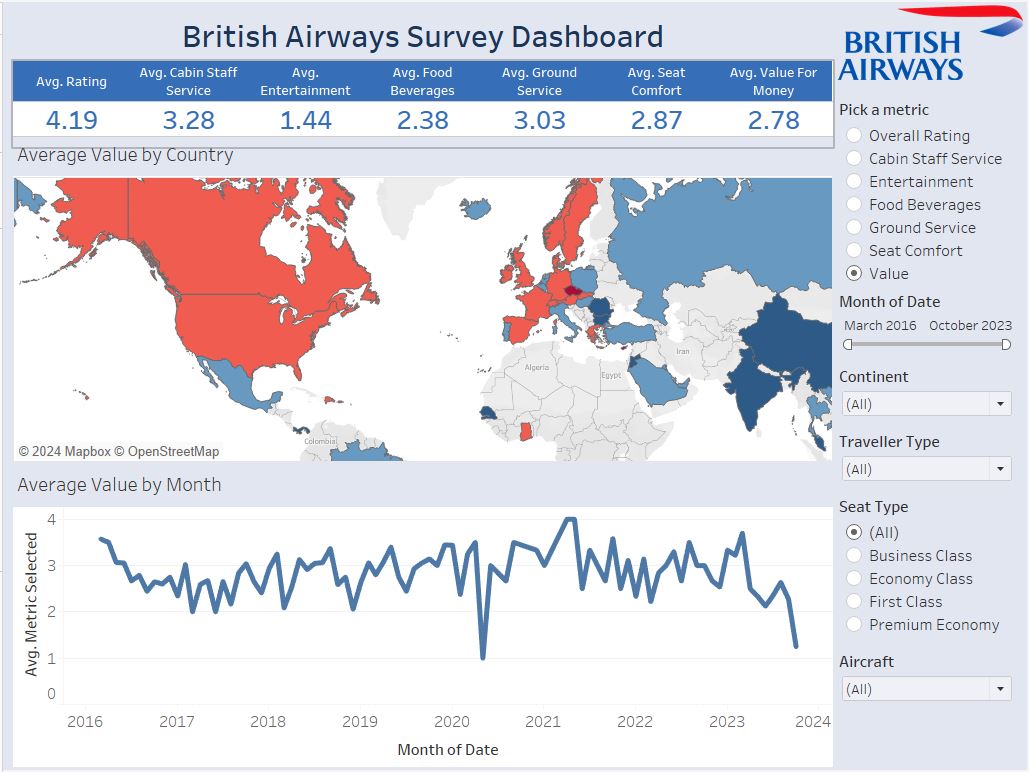 British Airways Survey Dashboard
BRITISH
AIRWAYS
Avg. Rating
Avg. Cabin Staff
Service
Avg.
Entertainment
Avg. Food
Beverages
Avg. Ground
Service
Avg. Seat
Comfort
Avg. Value For
Money
4.19
3.28
1.44
2.38
3.03
2.87
2.78
Average Value by Country
Algeria
Egypt
Iran
Colombia
© 2024 Mapbox © OpenStreetMap
Average Value by Month
Avg. Metric Selected
4
3
2
1
0
2016
2017
2018
2019
2020
2021
2022
2023
2024
Month of Date
Pick a metric
Overall Rating
Cabin Staff Service
Entertainment
Food Beverages
Ground Service
Seat Comfort
Value
Month of Date
March 2016
October 2023
Continent
(All)
Traveller Type
(All)
Seat Type
(All)
Business Class
Economy Class
First Class
Premium Economy
Aircraft
(All)